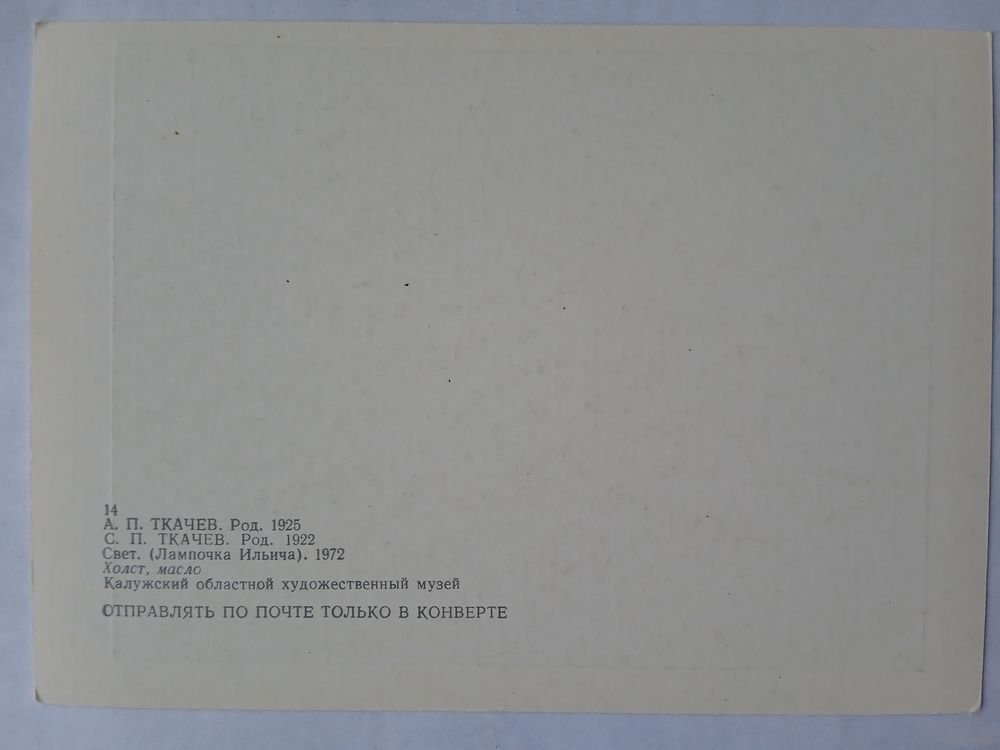 14
А. П. ТКАЧЕВ. Род. 1925
С. П. ТКАЧЕВ. Род. 1922
Свет. (Лампочка Ильича). 1972
Холст, масло
Калужский областной художественный музей
ОТПРАВЛЯТЬ ПО ПОЧТЕ ТОЛЬКО В КОНВЕРТЕ